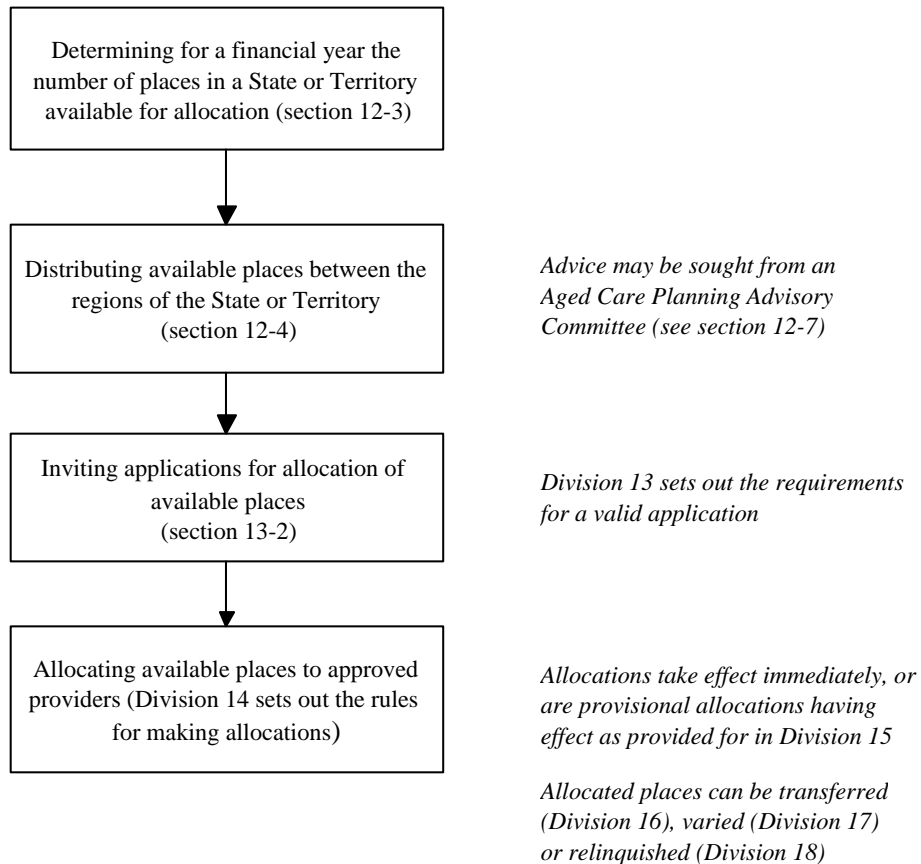 Determining for a financial year the
number of places in a State or Territory
available for allocation (section 12-3)
Distributing available places between the
regions of the State or Territory
(section 12-4)
Advice may be sought from an
Aged Care Planning Advisory
Committee (see section 12-7)
Inviting applications for allocation of
available places
(section 13-2)
Division 13 sets out the requirements
for a valid application
Allocating available places to approved
providers (Division 14 sets out the rules
for making allocations)
Allocations take effect immediately, or
are provisional allocations having
effect as provided for in Division 15
Allocated places can be transferred
(Division 16), varied (Division 17)
or relinquished (Division 18)